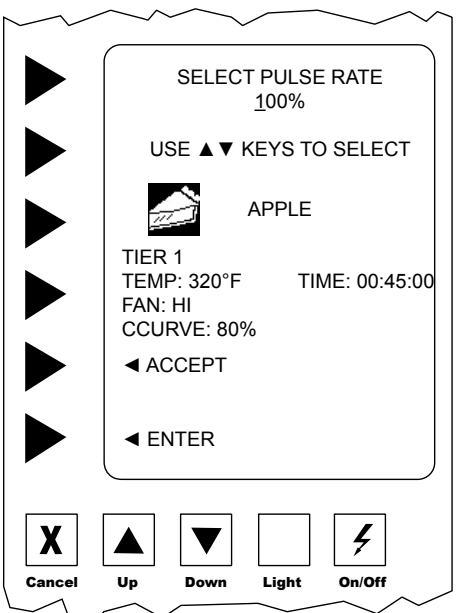 SELECT PULSE RATE
100%
USE ▲▼ KEYS TO SELECT
APPLE
TIER 1
TEMP: 320°F TIME: 00:45:00
FAN: HI
CCURVE: 80%
◄ ACCEPT
◄ ENTER
X
Cancel Up Down Light On/Off